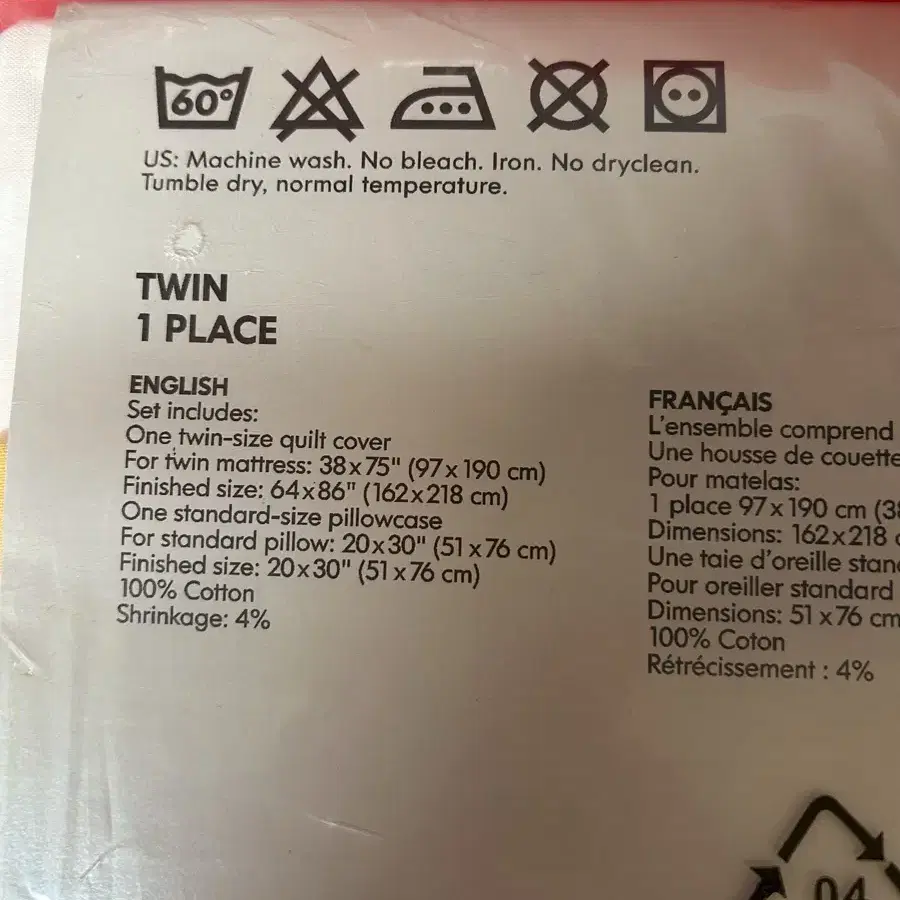 60°
US: Machine wash. No bleach. Iron. No dryclean.
Tumble dry, normal temperature.
TWIN
1 PLACE
ENGLISH
Set includes:
One twin-size quilt cover
For twin mattress: 38x75" (97x190 cm)
Finished size: 64x86" (162x218 cm)
One standard-size pillowcase
For standard pillow: 20x30" (51x76 cm)
Finished size: 20x30" (51x76 cm)
100% Cotton
Shrinkage: 4%
FRANÇAIS
L'ensemble comprend
Une housse de couette
Pour matelas:
1 place 97x190 cm (38
Dimensions: 162x218 c
Une taie d'oreille stan
Pour oreiller standard
Dimensions: 51x76 cm
100% Coton
Rétrécissement : 4%
04